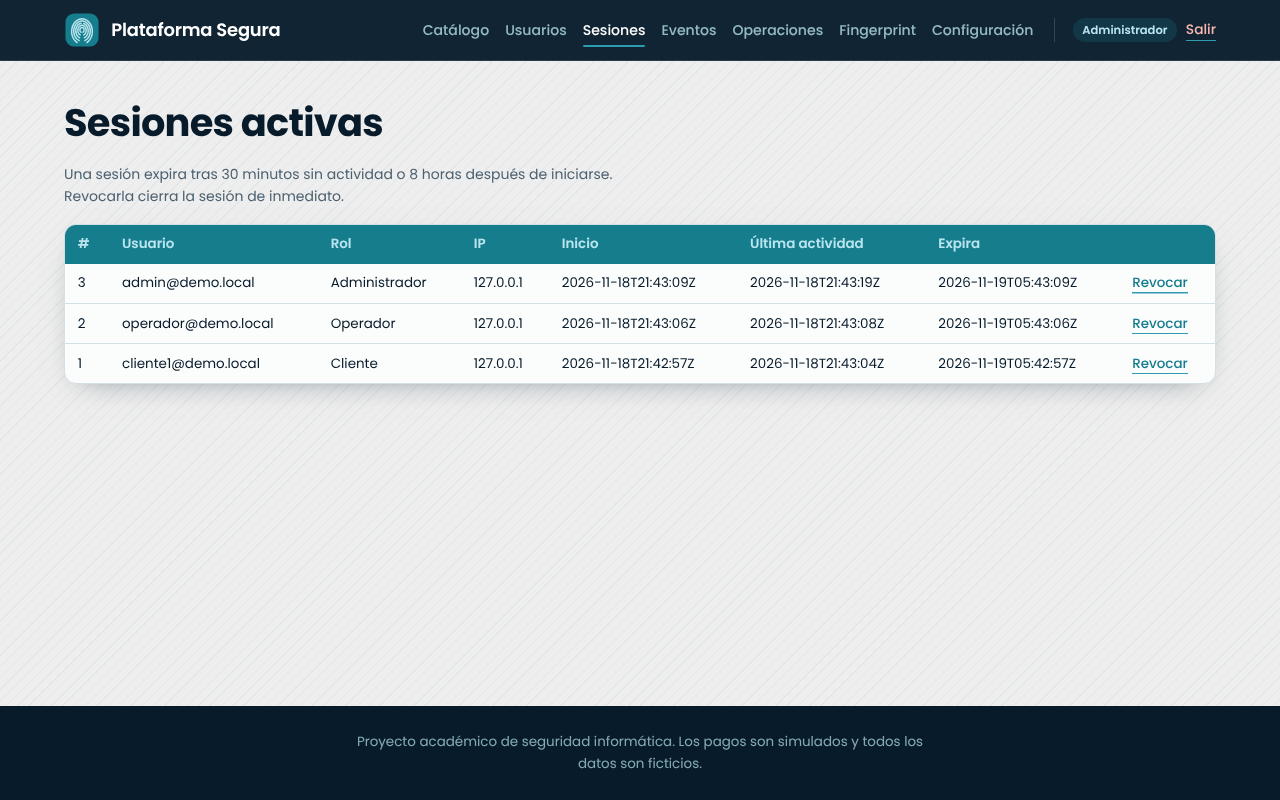 Plataforma Segura
Catálogo Usuarios Sesiones Eventos Operaciones Fingerprint Configuración Administrador Salir
Sesiones activas
Una sesión expira tras 30 minutos sin actividad o 8 horas después de iniciarse.
Revocarla cierra la sesión de inmediato.
# Usuario Rol IP Inicio Última actividad Expira
3 admin@demo.local Administrador 127.0.0.1 2026-11-18T21:43:09Z 2026-11-18T21:43:19Z 2026-11-19T05:43:09Z Revocar
2 operador@demo.local Operador 127.0.0.1 2026-11-18T21:43:06Z 2026-11-18T21:43:08Z 2026-11-19T05:43:06Z Revocar
1 cliente1@demo.local Cliente 127.0.0.1 2026-11-18T21:42:57Z 2026-11-18T21:43:04Z 2026-11-19T05:42:57Z Revocar
Proyecto académico de seguridad informática. Los pagos son simulados y todos los
datos son ficticios.